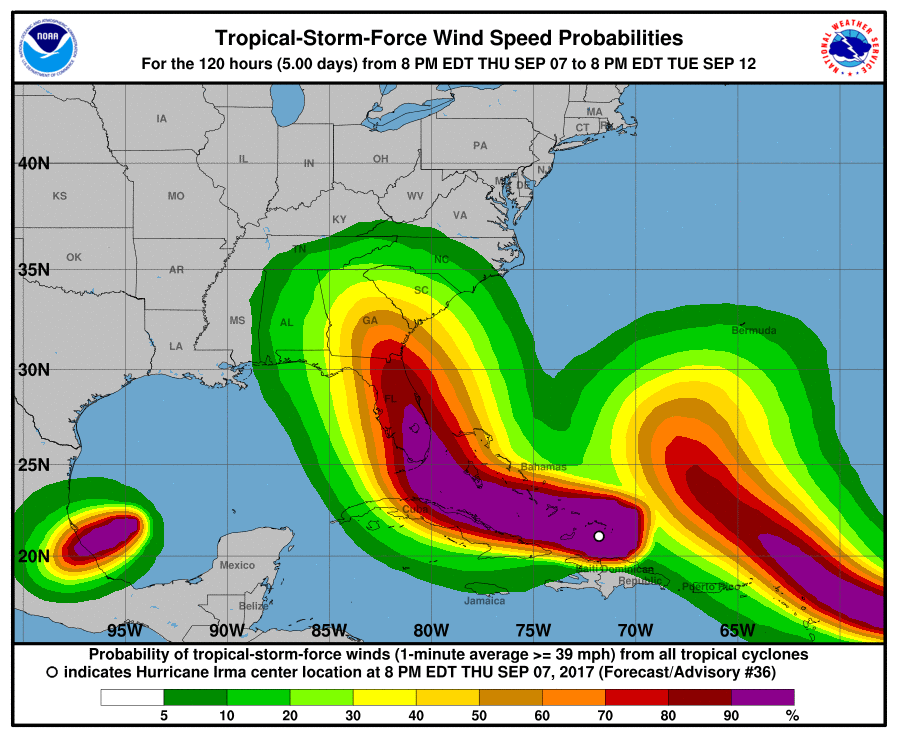 NOAA
NATIONAL OCEANIC AND ATMOSPHERIC ADMINISTRATION
U.S. DEPARTMENT OF COMMERCE
Tropical-Storm-Force Wind Speed Probabilities
For the 120 hours (5.00 days) from 8 PM EDT THU SEP 07 to 8 PM EDT TUE SEP 12
NATIONAL WEATHER SERVICE
MA
IA
CT
PA
40N
IL
IN
OH
NJ
DE
KS
MO
WV
KY
VA
TN
OK
NC
35N
AR
SC
MS
AL
GA
Bermuda
LA
30N
FL
25N
Bahamas
Cuba
20N
Mexico
Haiti
Dominican
Republic
Puerto Rico
Belize
Jamaica
95W
90W
85W
80W
75W
70W
65W
Probability of tropical-storm-force winds (1-minute average >= 39 mph) from all tropical cyclones
indicates Hurricane Irma center location at 8 PM EDT THU SEP 07, 2017 (Forecast/Advisory #36)
5 10 20 30 40 50 60 70 80 90 %